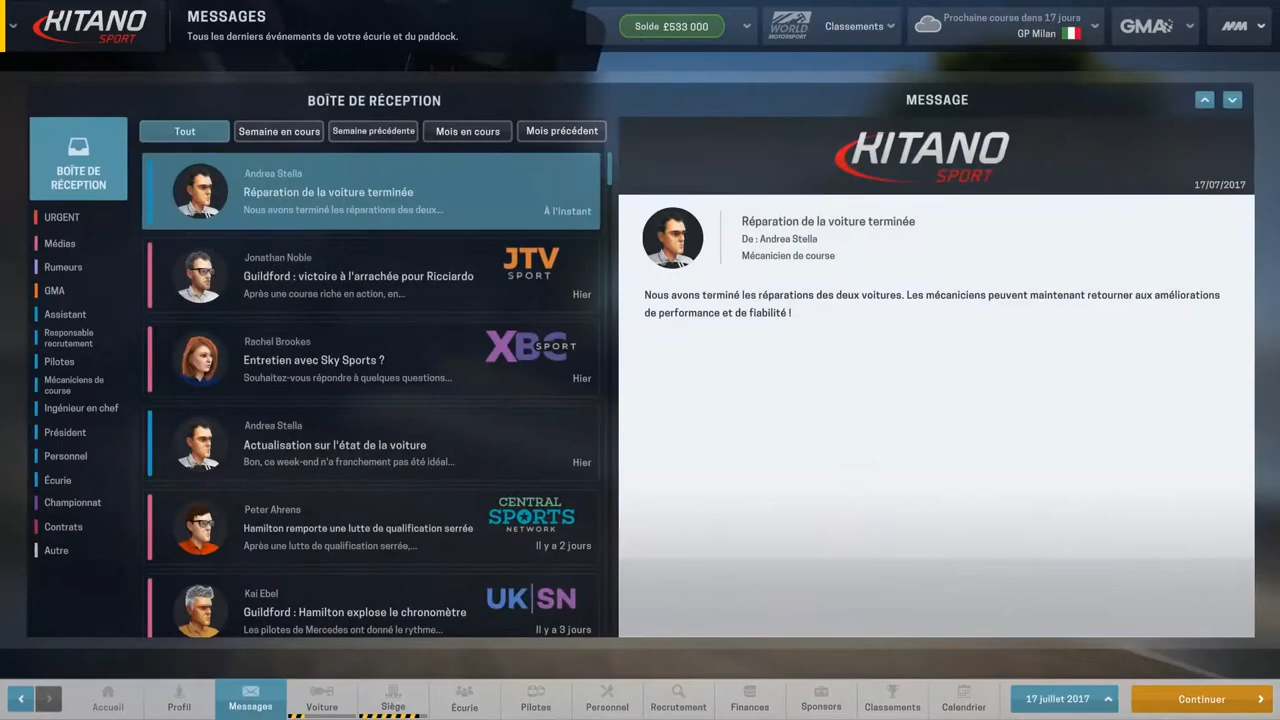 KITANO
SPORT
MESSAGES
Tous les derniers événements de votre écurie et du paddock.
Solde £533 000
WORLD
MOTORSPORT
Classements
Prochaine course dans 17 jours
GP Milan
GMA
BOÎTE DE RÉCEPTION
Tout
Semaine en cours
Semaine précédente
Mois en cours
Mois précédent
BOÎTE DE
RÉCEPTION
URGENT
Médias
Rumeurs
GMA
Assistant
Responsable
recrutement
Pilotes
Mécaniciens de
course
Ingénieur en chef
Président
Personnel
Écurie
Championnat
Contrats
Autre
Andrea Stella
Réparation de la voiture terminée
Nous avons terminé les réparations des deux...
À l'instant
Jonathan Noble
Guildford : victoire à l'arrachée pour Ricciardo
Après une course riche en action, en...
JTV
SPORT
Hier
Rachel Brookes
Entretien avec Sky Sports ?
Souhaitez-vous répondre à quelques questions...
XBC SPORT
Hier
Andrea Stella
Actualisation sur l'état de la voiture
Bon, ce week-end n'a franchement pas été idéal...
Hier
Peter Ahrens
Hamilton remporte une lutte de qualification serrée
Après une lutte de qualification serrée,...
CENTRAL
SPORTS
NETWORK
Il y a 2 jours
Kai Ebel
Guildford : Hamilton explose le chronomètre
Les pilotes de Mercedes ont donné le rythme...
UK|SN
Il y a 3 jours
MESSAGE
KITANO
SPORT
17/07/2017
Réparation de la voiture terminée
De : Andrea Stella
Mécanicien de course
Nous avons terminé les réparations des deux voitures. Les mécaniciens peuvent maintenant retourner aux améliorations
de performance et de fiabilité !
Accueil
Profil
Messages
Voiture
Siège
Écurie
Pilotes
Personnel
Recrutement
Finances
Sponsors
Classements
Calendrier
17 juillet 2017
Continuer